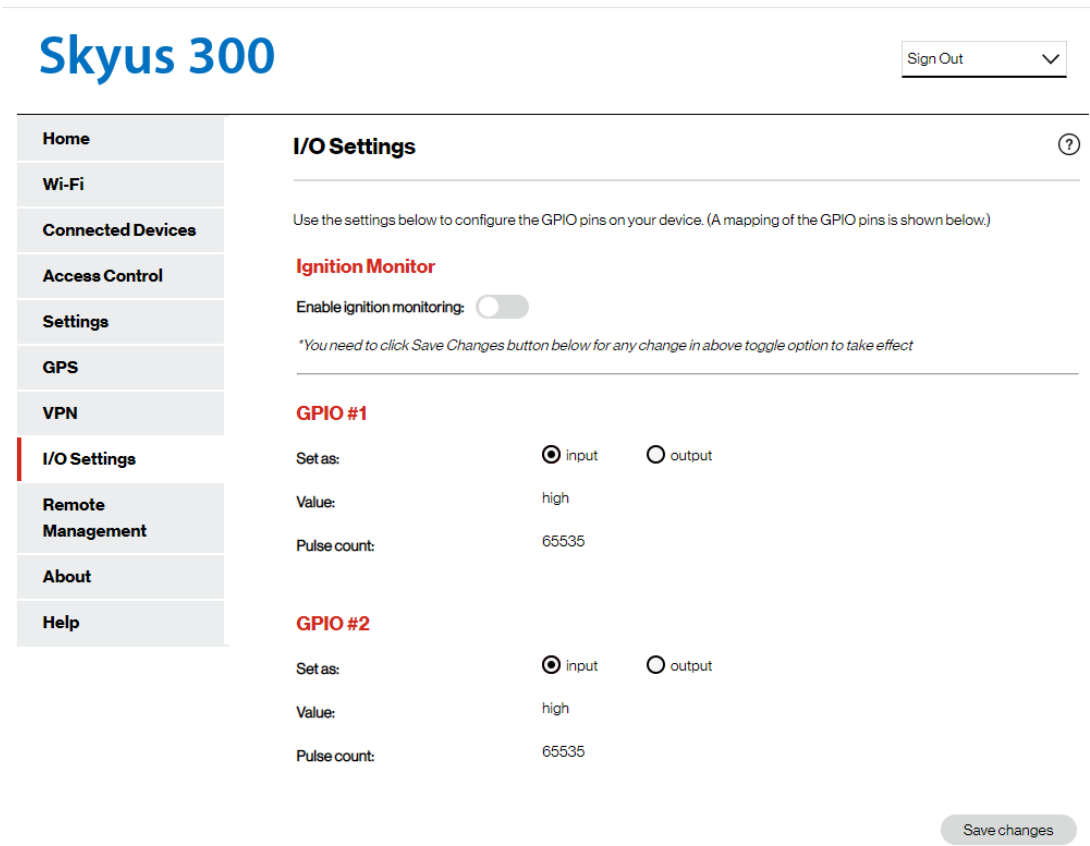 Skyus 300
Sign Out
Home
Wi-Fi
Connected Devices
Access Control
Settings
GPS
VPN
I/O Settings
Remote
Management
About
Help
I/O Settings
?
Use the settings below to configure the GPIO pins on your device. (A mapping of the GPIO pins is shown below.)
Ignition Monitor
Enable ignition monitoring:
*You need to click Save Changes button below for any change in above toggle option to take effect
GPIO #1
Set as: input output
Value: high
Pulse count: 65535
GPIO #2
Set as: input output
Value: high
Pulse count: 65535
Save changes